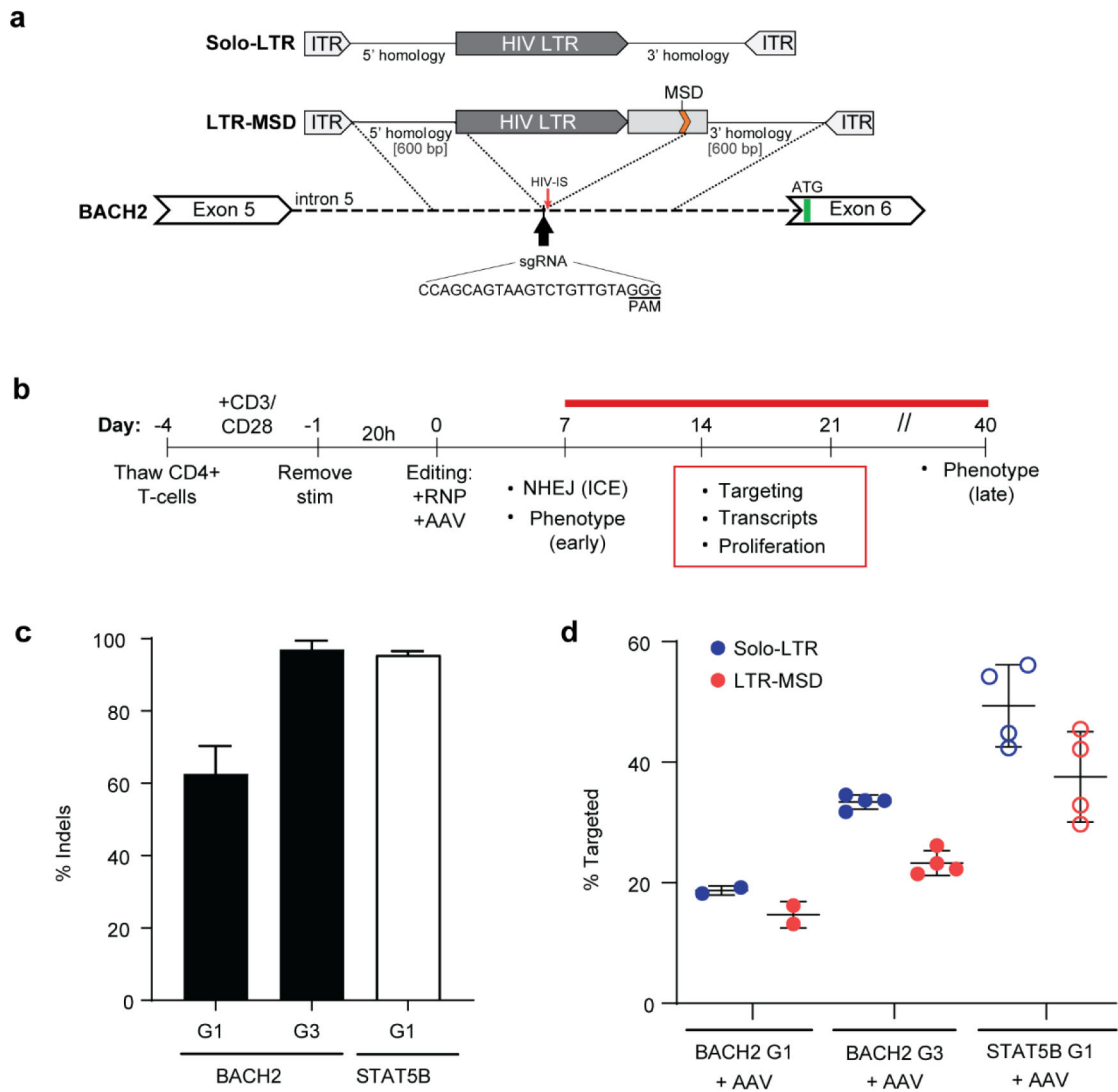 a
Solo-LTR
ITR
5' homology
HIV LTR
3' homology
ITR
MSD
LTR-MSD
ITR
5' homology
[600 bp]
HIV LTR
3' homology
[600 bp]
ITR
HIV-IS
ATG
BACH2
Exon 5
intron 5
Exon 6
sgRNA
CCAGCAGTAAGTCTGTTGTAGGG
PAM
b
+CD3/
CD28
Day: -4 -1 20h 0 7 14 21 // 40
Thaw CD4+
T-cells
Remove
stim
Editing:
+RNP
+AAV
• NHEJ (ICE)
• Phenotype
(early)
• Targeting
• Transcripts
• Proliferation
• Phenotype
(late)
c
% Indels
100
80
60
40
20
0
G1 G3 G1
BACH2 STAT5B
d
% Targeted
60
40
20
0
Solo-LTR
LTR-MSD
BACH2 G1
+ AAV
BACH2 G3
+ AAV
STAT5B G1
+ AAV